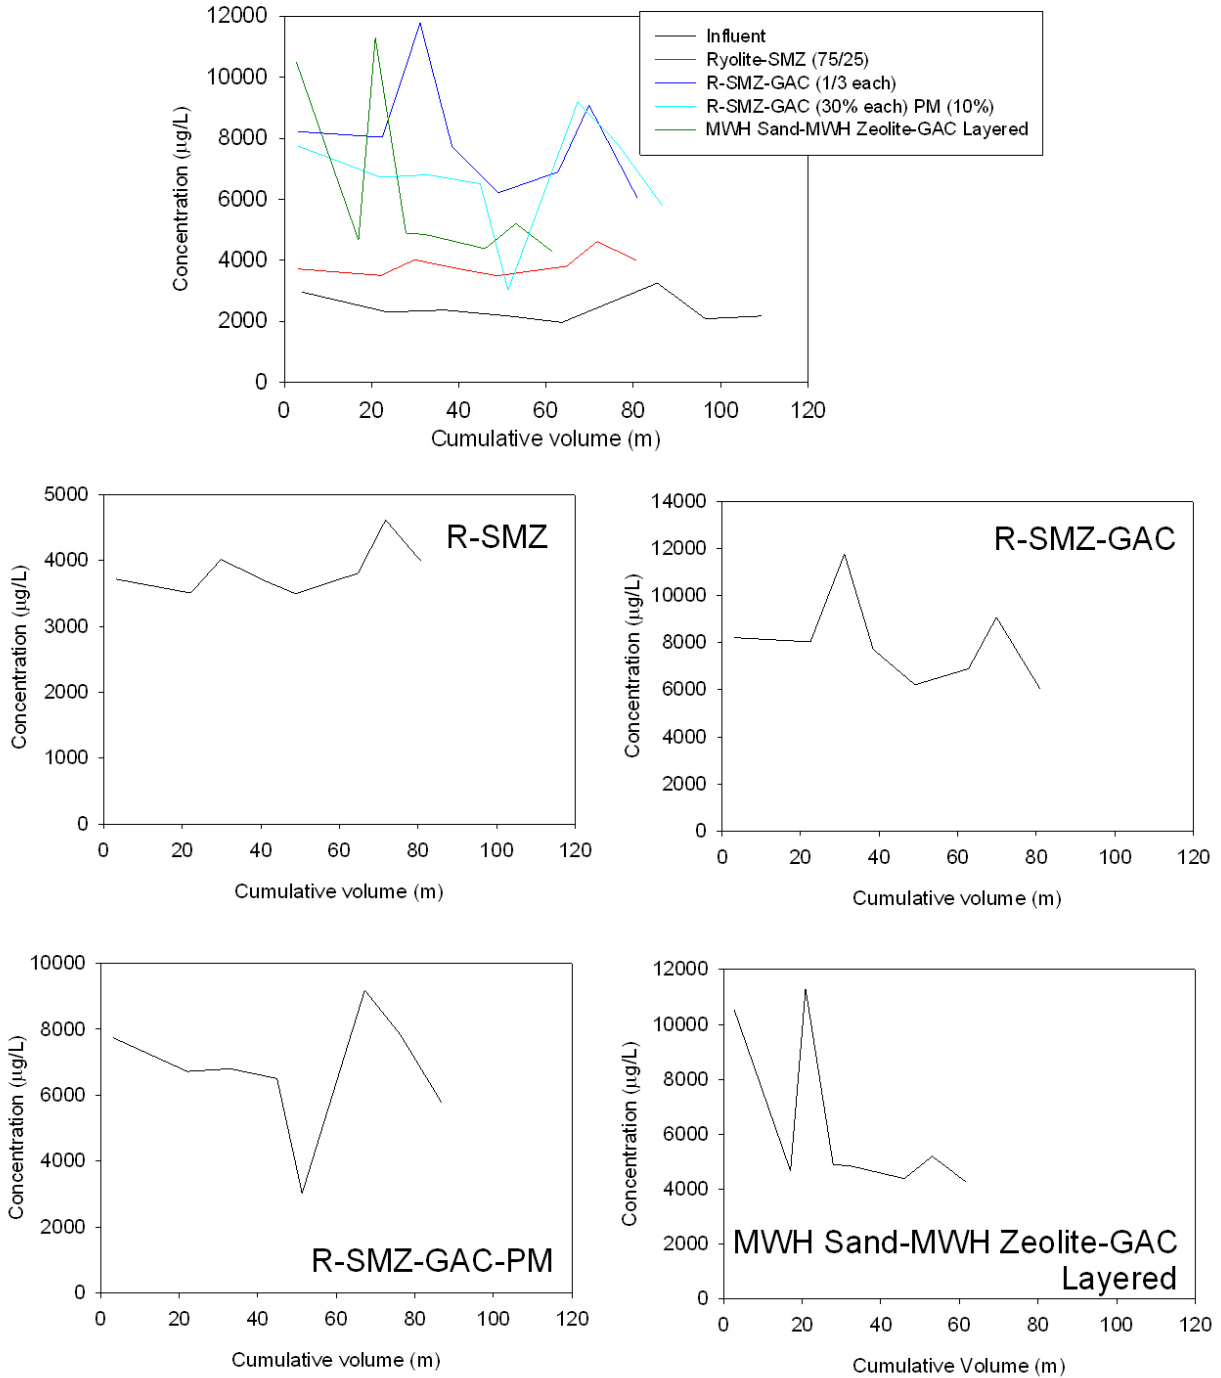 12000
10000
8000
6000
4000
2000
0
Concentration (µg/L)
0 20 40 60 80 100 120
Cumulative volume (m)
Influent
Ryolite-SMZ (75/25)
R-SMZ-GAC (1/3 each)
R-SMZ-GAC (30% each) PM (10%)
MWH Sand-MWH Zeolite-GAC Layered
5000
4000
3000
2000
1000
0
Concentration (µg/L)
R-SMZ
0 20 40 60 80 100 120
Cumulative volume (m)
14000
12000
10000
8000
6000
4000
2000
0
Concentration (µg/L)
R-SMZ-GAC
0 20 40 60 80 100 120
Cumulative volume (m)
10000
8000
6000
4000
2000
0
Concentration (µg/L)
R-SMZ-GAC-PM
0 20 40 60 80 100 120
Cumulative volume (m)
12000
10000
8000
6000
4000
2000
0
Concentration (µg/L)
MWH Sand-MWH Zeolite-GAC
Layered
0 20 40 60 80 100 120
Cumulative Volume (m)